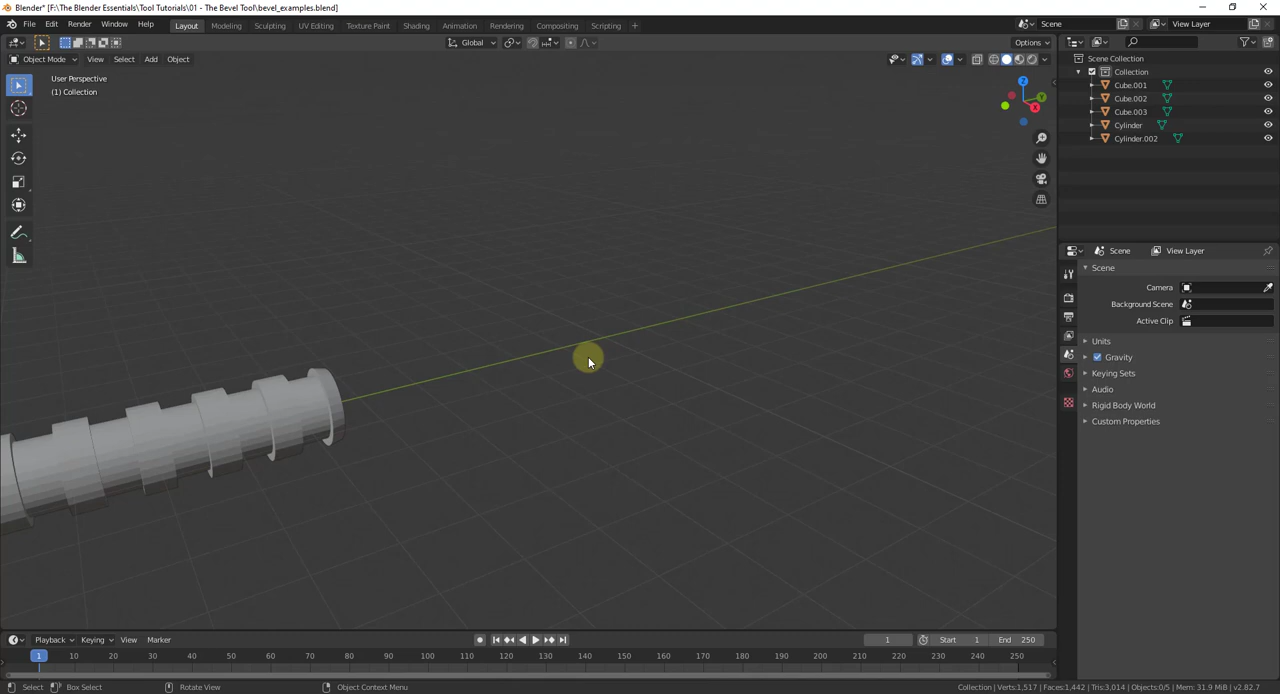 Blender* [F:\The Blender Essentials\Tool Tutorials\01 - The Bevel Tool\bevel_examples.blend]
File Edit Render Window Help Layout Modeling Sculpting UV Editing Texture Paint Shading Animation Rendering Compositing Scripting + Scene View Layer
Global Options
Object Mode View Select Add Object
User Perspective
(1) Collection
Z
Y
X
Scene Collection
Collection
Cube.001
Cube.002
Cube.003
Cylinder
Cylinder.002
Scene View Layer
Scene
Camera
Background Scene
Active Clip
Units
Gravity
Keying Sets
Audio
Rigid Body World
Custom Properties
Playback Keying View Marker 1 Start 1 End 250
1 10 20 30 40 50 60 70 80 90 100 110 120 130 140 150 160 170 180 190 200 210 220 230 240 250
Select Box Select Rotate View Object Context Menu Collection | Verts:1,517 | Faces:1,442 | Tris:3,014 | Objects:0/5 | Mem: 31.9 MiB | v2.82.7